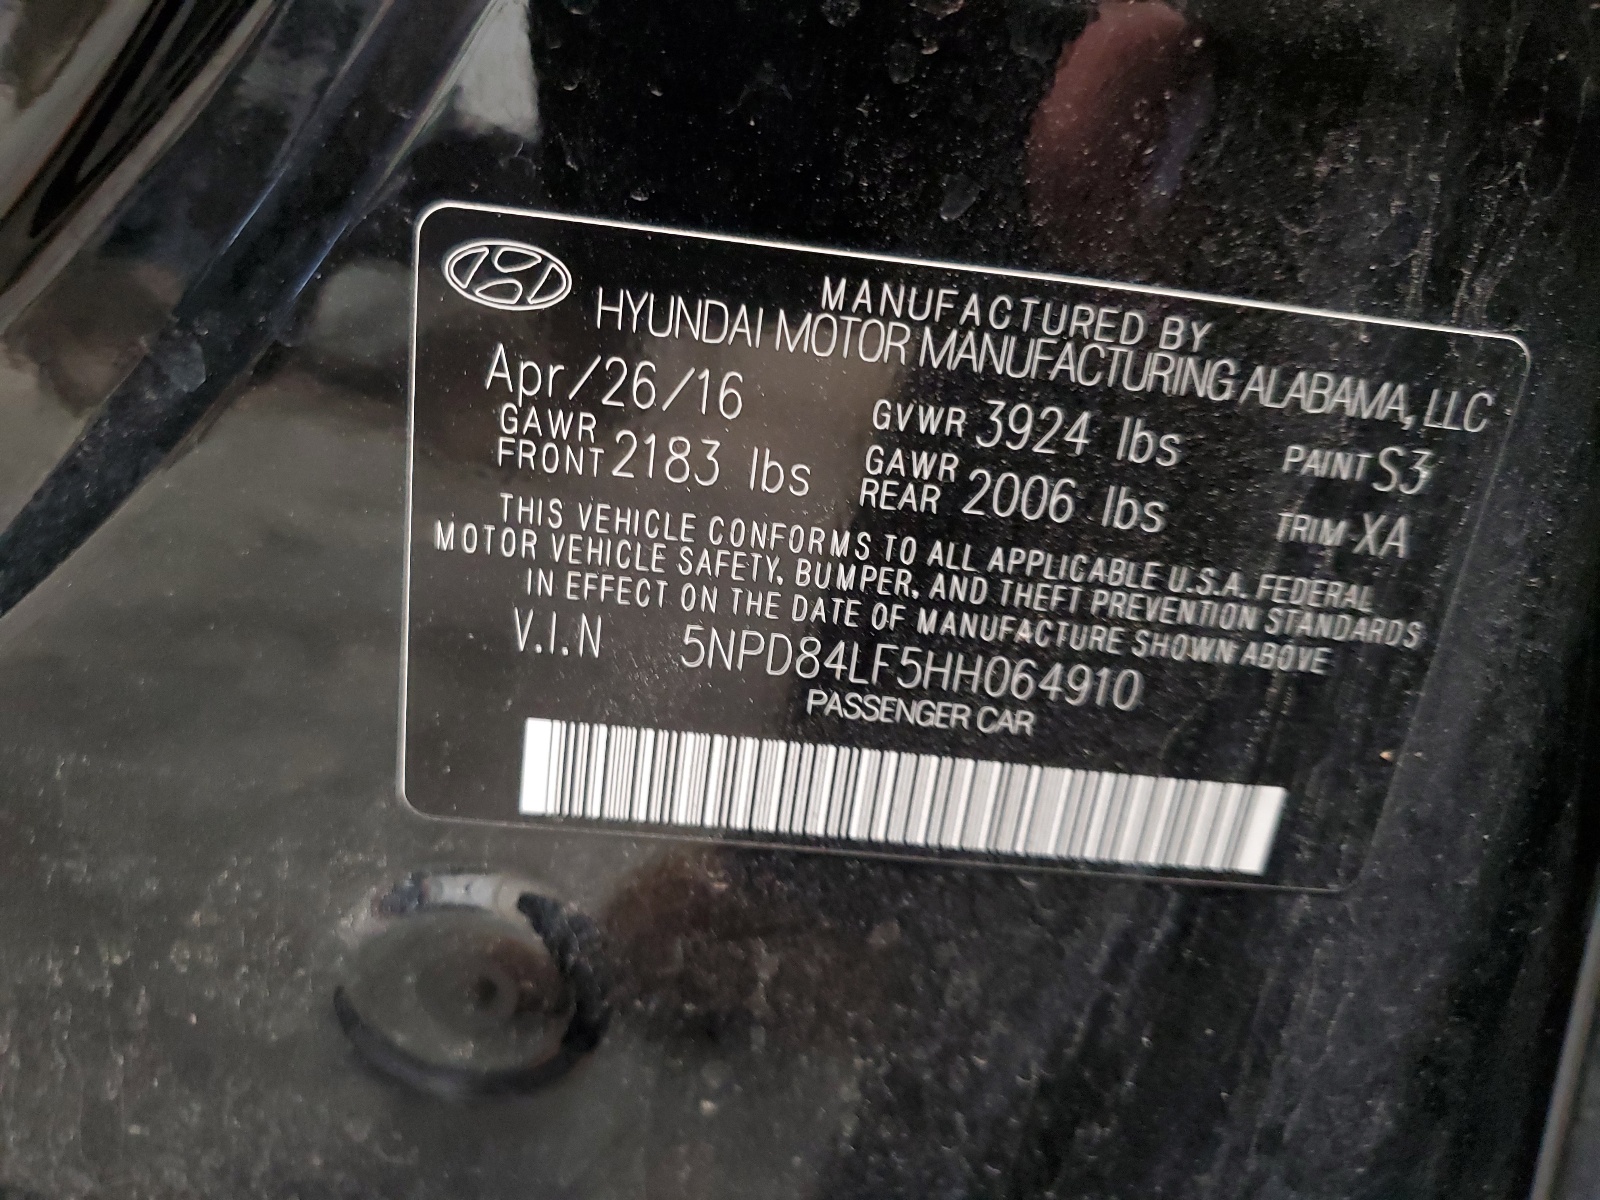 MANUFACTURED BY
HYUNDAI MOTOR MANUFACTURING ALABAMA, LLC
Apr/26/16 GVWR 3924 lbs PAINT S3
GAWR FRONT 2183 lbs GAWR REAR 2006 lbs TRIM XA
THIS VEHICLE CONFORMS TO ALL APPLICABLE U.S.A. FEDERAL
MOTOR VEHICLE SAFETY, BUMPER, AND THEFT PREVENTION STANDARDS
IN EFFECT ON THE DATE OF MANUFACTURE SHOWN ABOVE
V.I.N 5NPD84LF5HH064910
PASSENGER CAR